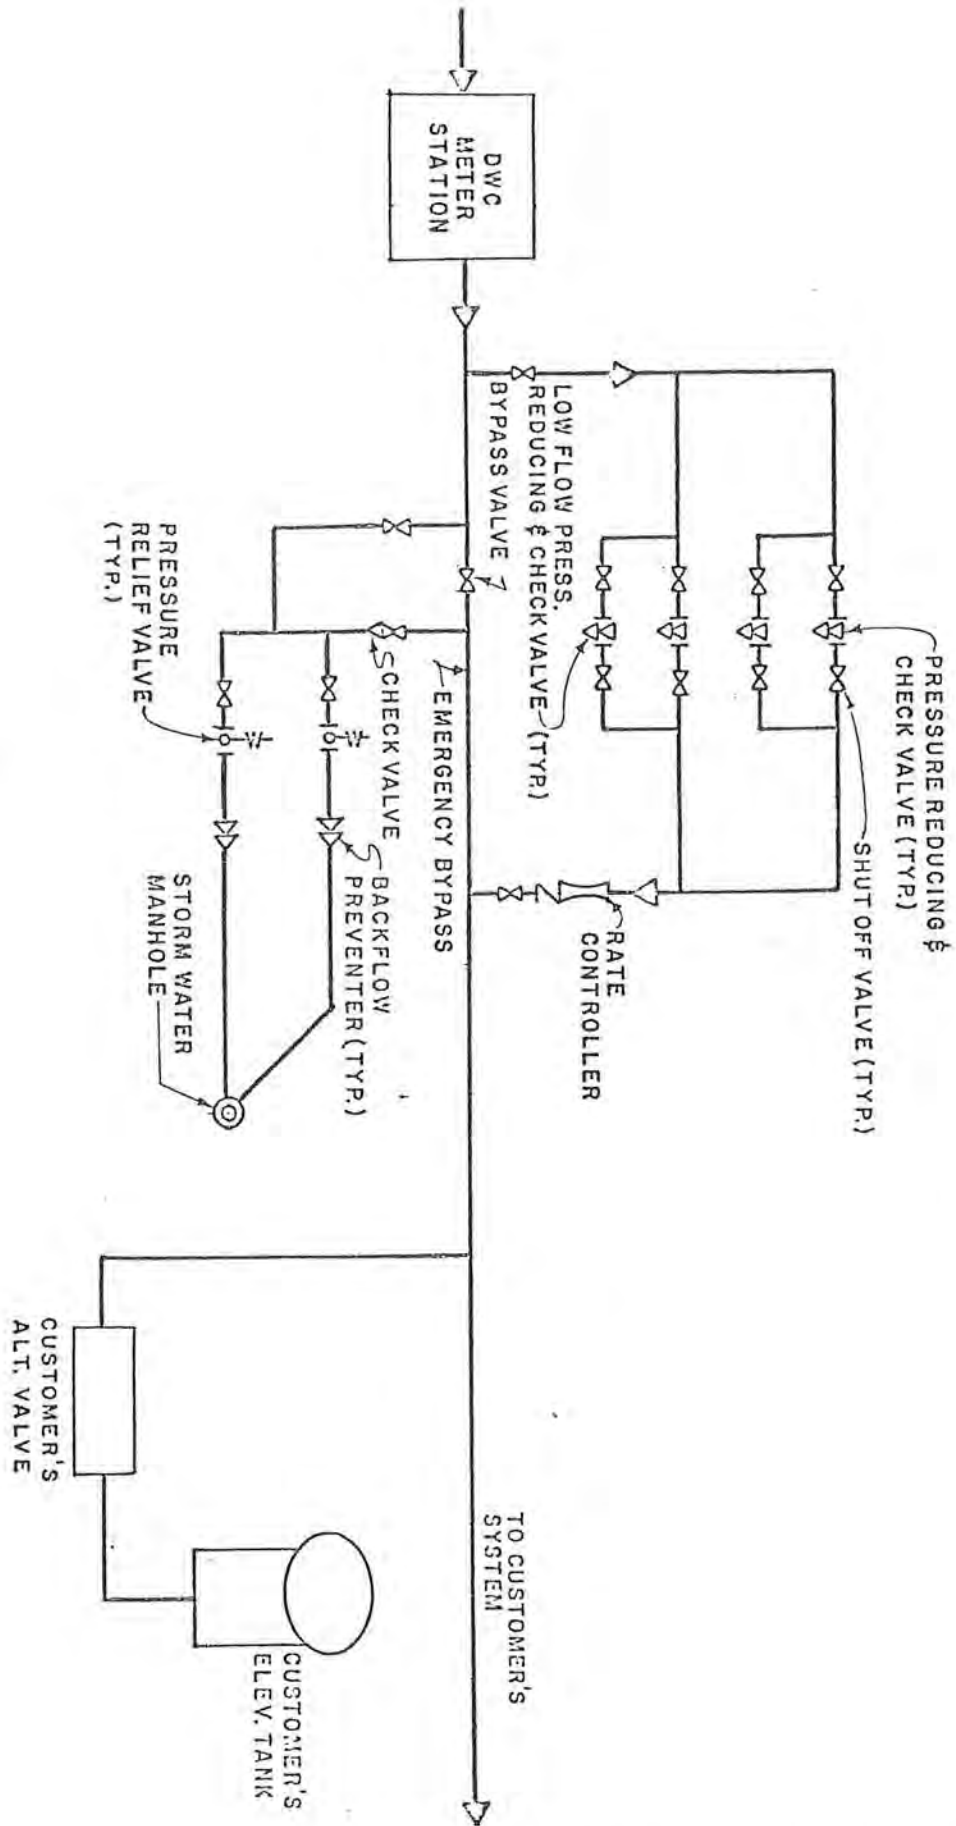 DWC
METER
STATION
PRESSURE REDUCING &
CHECK VALVE (TYP.)
SHUT OFF VALVE (TYP.)
LOW FLOW PRESS.
REDUCING & CHECK VALVE (TYP.)
BYPASS VALVE
RATE
CONTROLLER
EMERGENCY BYPASS
CHECK VALVE
BACKFLOW
PREVENTER (TYP.)
PRESSURE
RELIEF VALVE
(TYP.)
STORM WATER
MANHOLE
TO CUSTOMER'S
SYSTEM
CUSTOMER'S
ELEV. TANK
CUSTOMER'S
ALT. VALVE